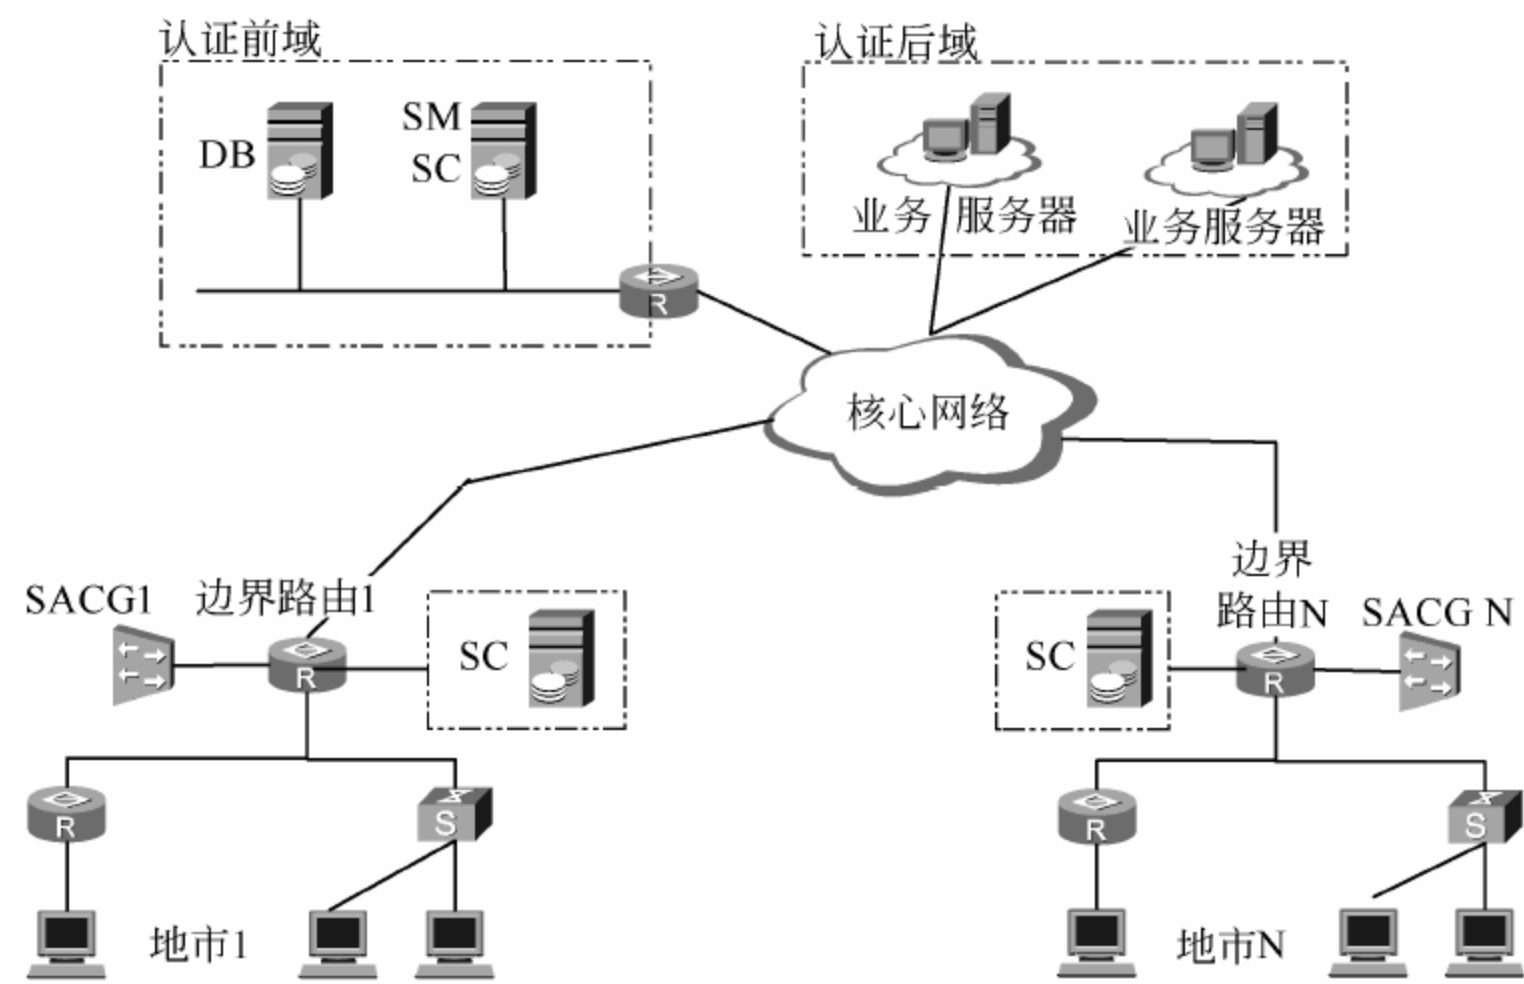 认证前域
认证后域
DB
SM
SC
业务服务器
业务服务器
R
核心网络
SACG1
边界路由1
SC
R
边界
路由N
SACG N
SC
R
R
S
地市1
R
S
地市N